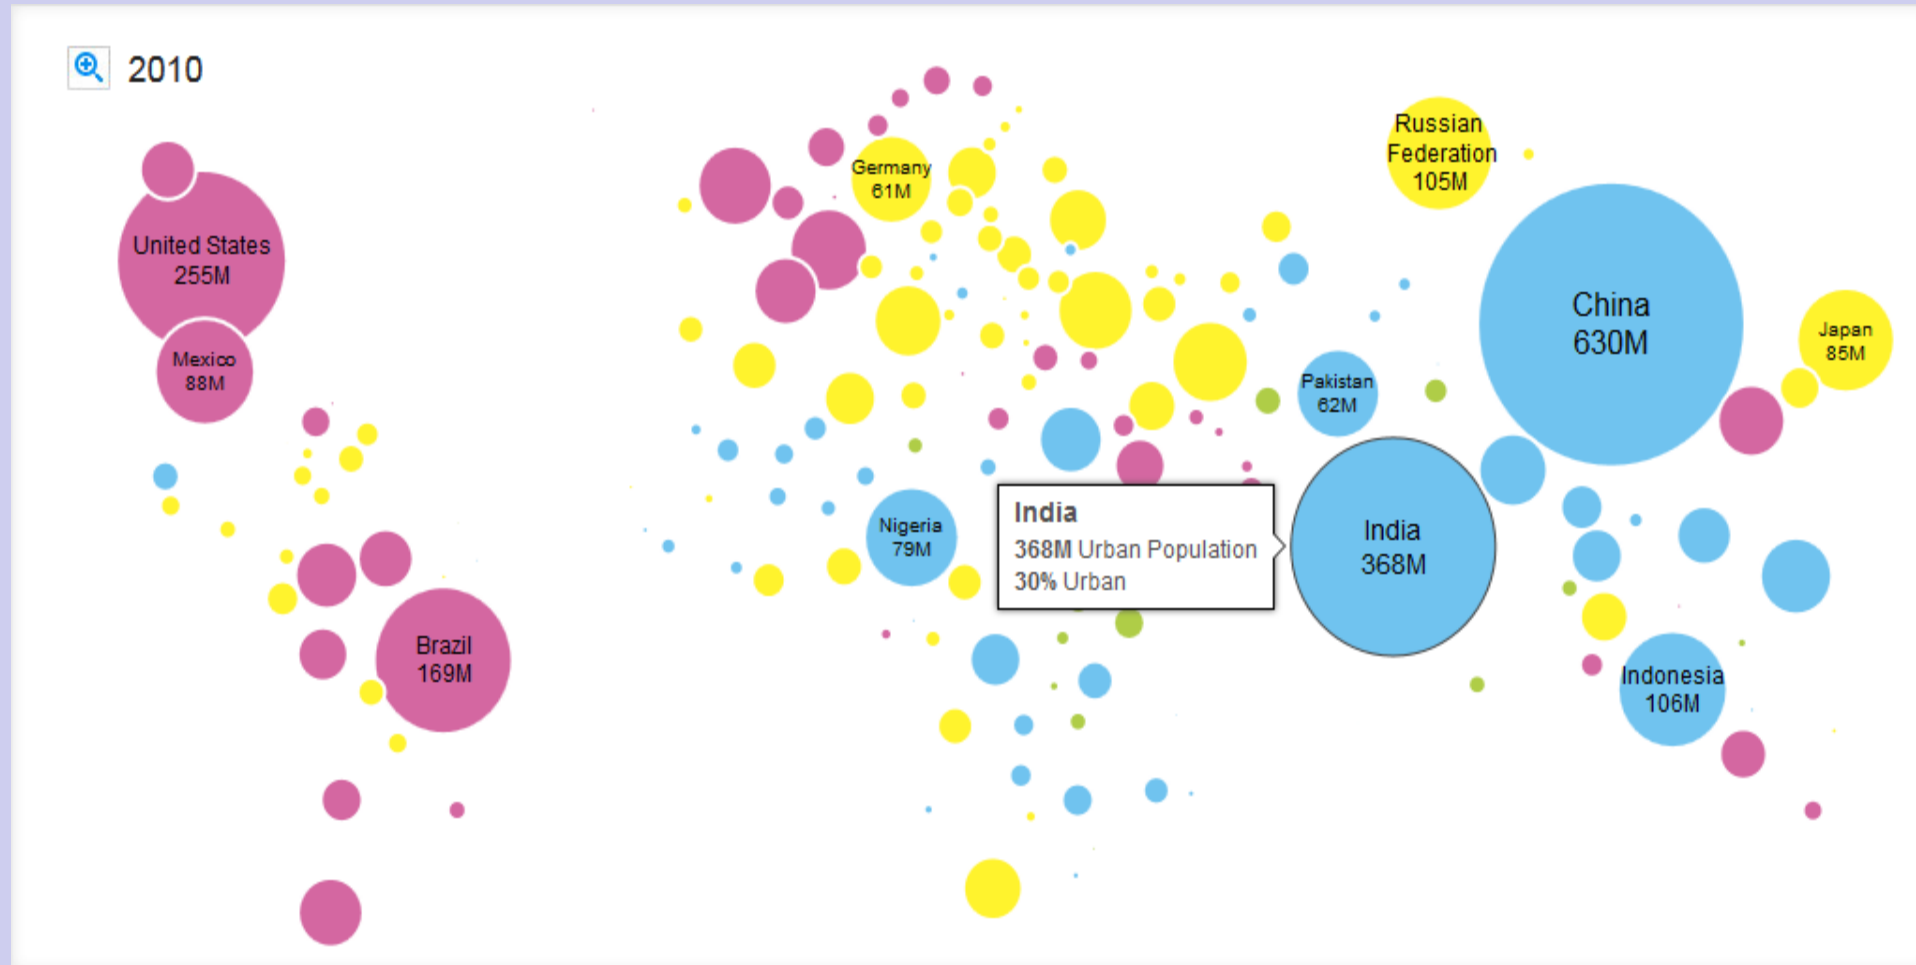 2010
United States
255M
Mexico
88M
Brazil
169M
Germany
61M
Nigeria
79M
India
368M Urban Population
30% Urban
Russian
Federation
105M
Pakistan
62M
India
368M
China
630M
Japan
85M
Indonesia
106M